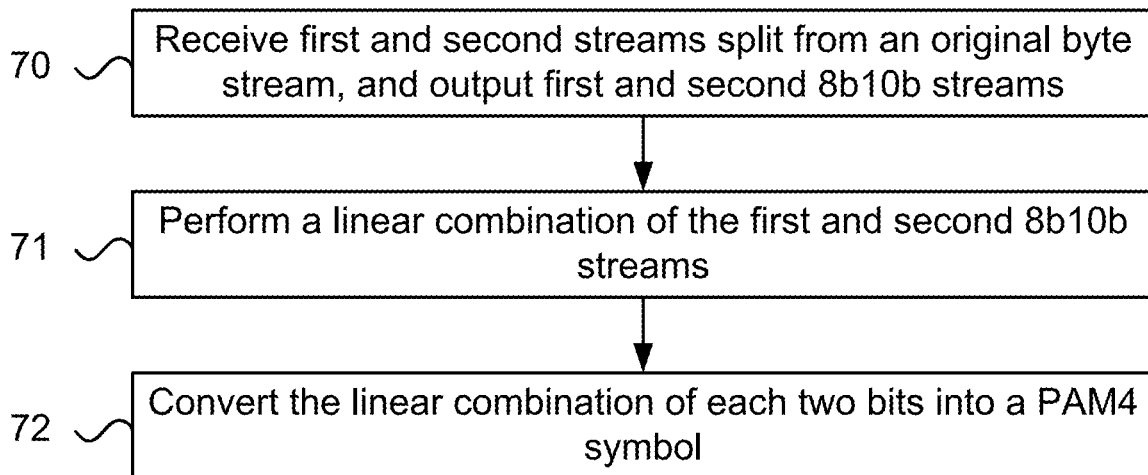 70
Receive first and second streams split from an original byte
stream, and output first and second 8b10b streams
71
Perform a linear combination of the first and second 8b10b
streams
72
Convert the linear combination of each two bits into a PAM4
symbol